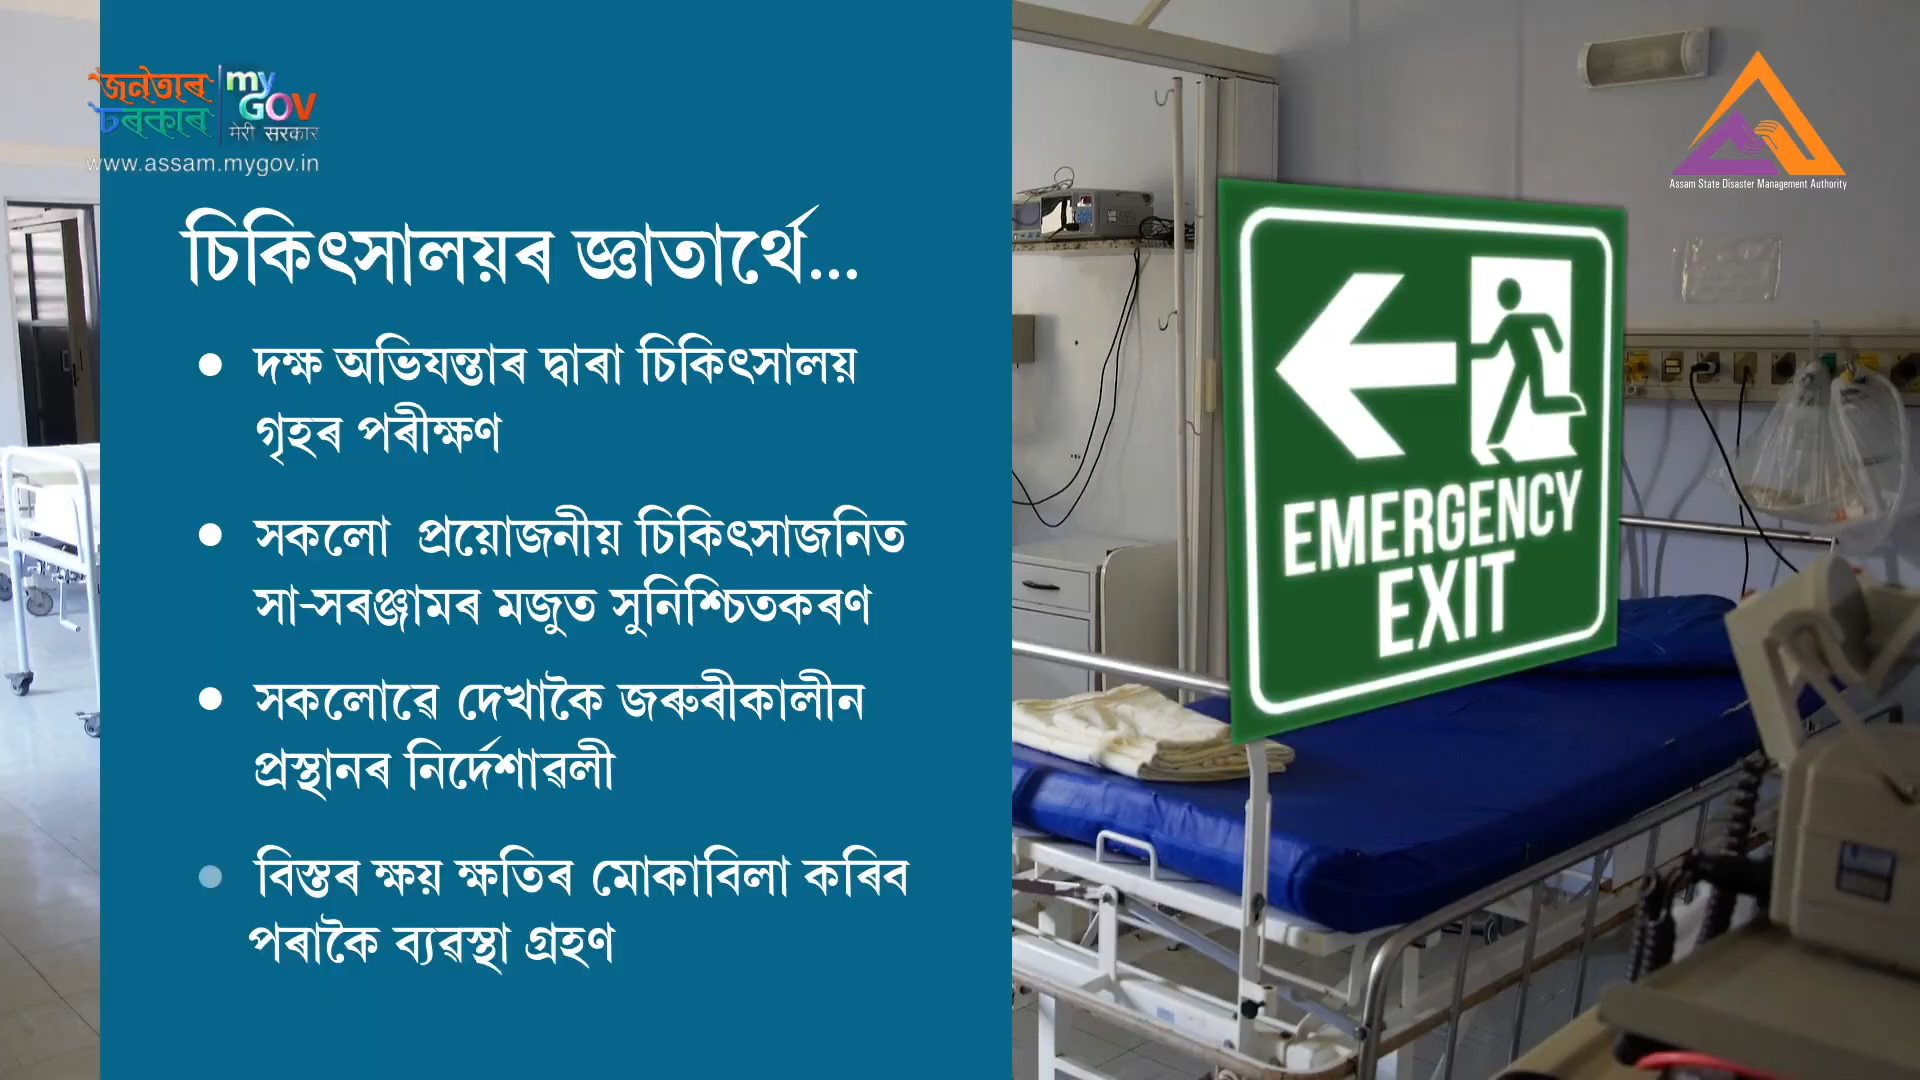 জনতাৰ
চৰকাৰ
my
GOV
मेरी सरकार
www.assam.mygov.in
Assam State Disaster Management Authority
চিকিৎসালয়ৰ জ্ঞাতাৰ্থে...
• দক্ষ অভিযন্তাৰ দ্বাৰা চিকিৎসালয়
গৃহৰ পৰীক্ষণ
• সকলো প্ৰয়োজনীয় চিকিৎসাজনিত
সা-সৰঞ্জামৰ মজুত সুনিশ্চিতকৰণ
• সকলোৱে দেখাকৈ জৰুৰীকালীন
প্ৰস্থানৰ নিৰ্দেশাৱলী
• বিস্তৰ ক্ষয় ক্ষতিৰ মোকাবিলা কৰিব
পৰাকৈ ব্যৱস্থা গ্ৰহণ
EMERGENCY
EXIT